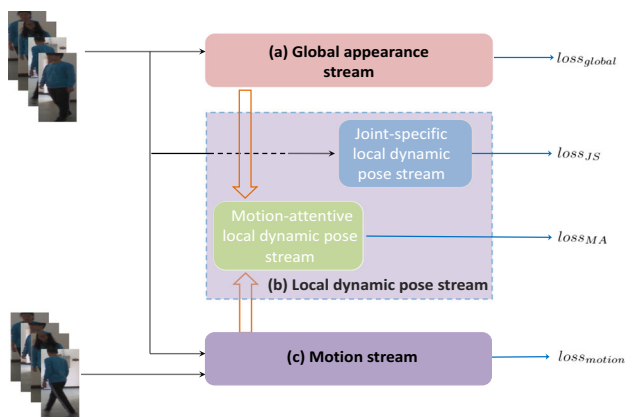 (a) Global appearance
stream
loss_global
Joint-specific
local dynamic
pose stream
loss_JS
Motion-attentive
local dynamic pose
stream
loss_MA
(b) Local dynamic pose stream
(c) Motion stream
loss_motion